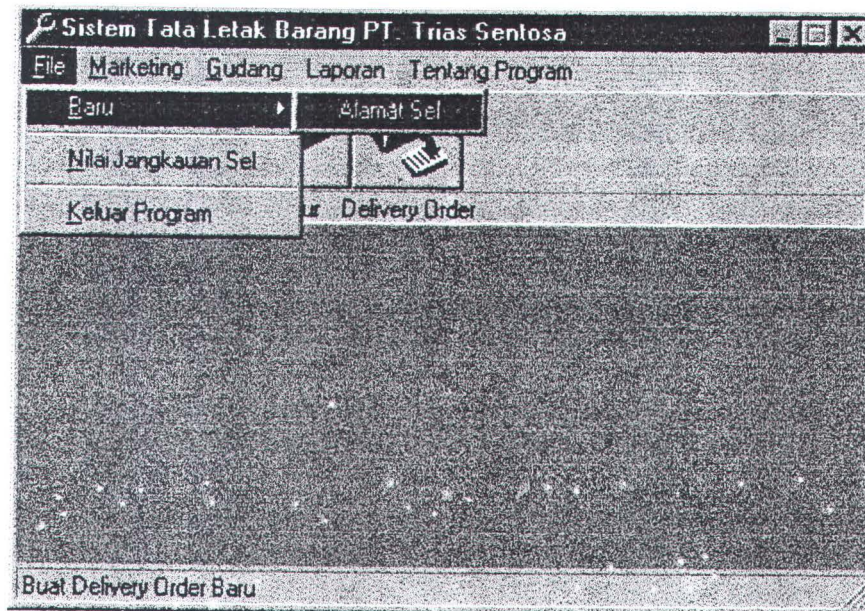 Sistem Tata Letak Barang PT. Trias Sentosa
File Marketing Gudang Laporan Tentang Program
Baru Alamat Sel
Nilai Jangkauan Sel
Keluar Program
ur Delivery Order
Buat Delivery Order Baru